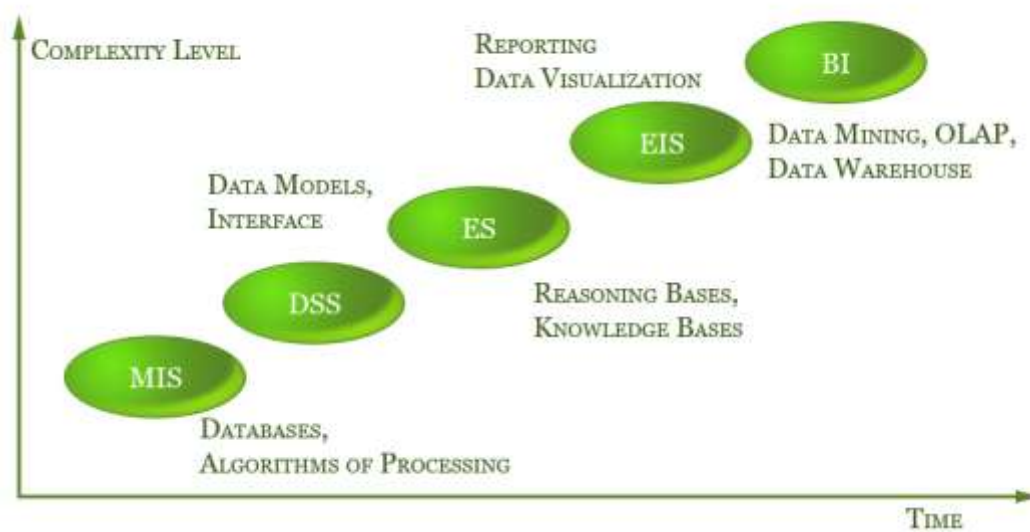 Complexity Level
Reporting
Data Visualization
BI
EIS
Data Mining, OLAP,
Data Warehouse
Data Models,
Interface
ES
DSS
Reasoning Bases,
Knowledge Bases
MIS
Databases,
Algorithms of Processing
Time